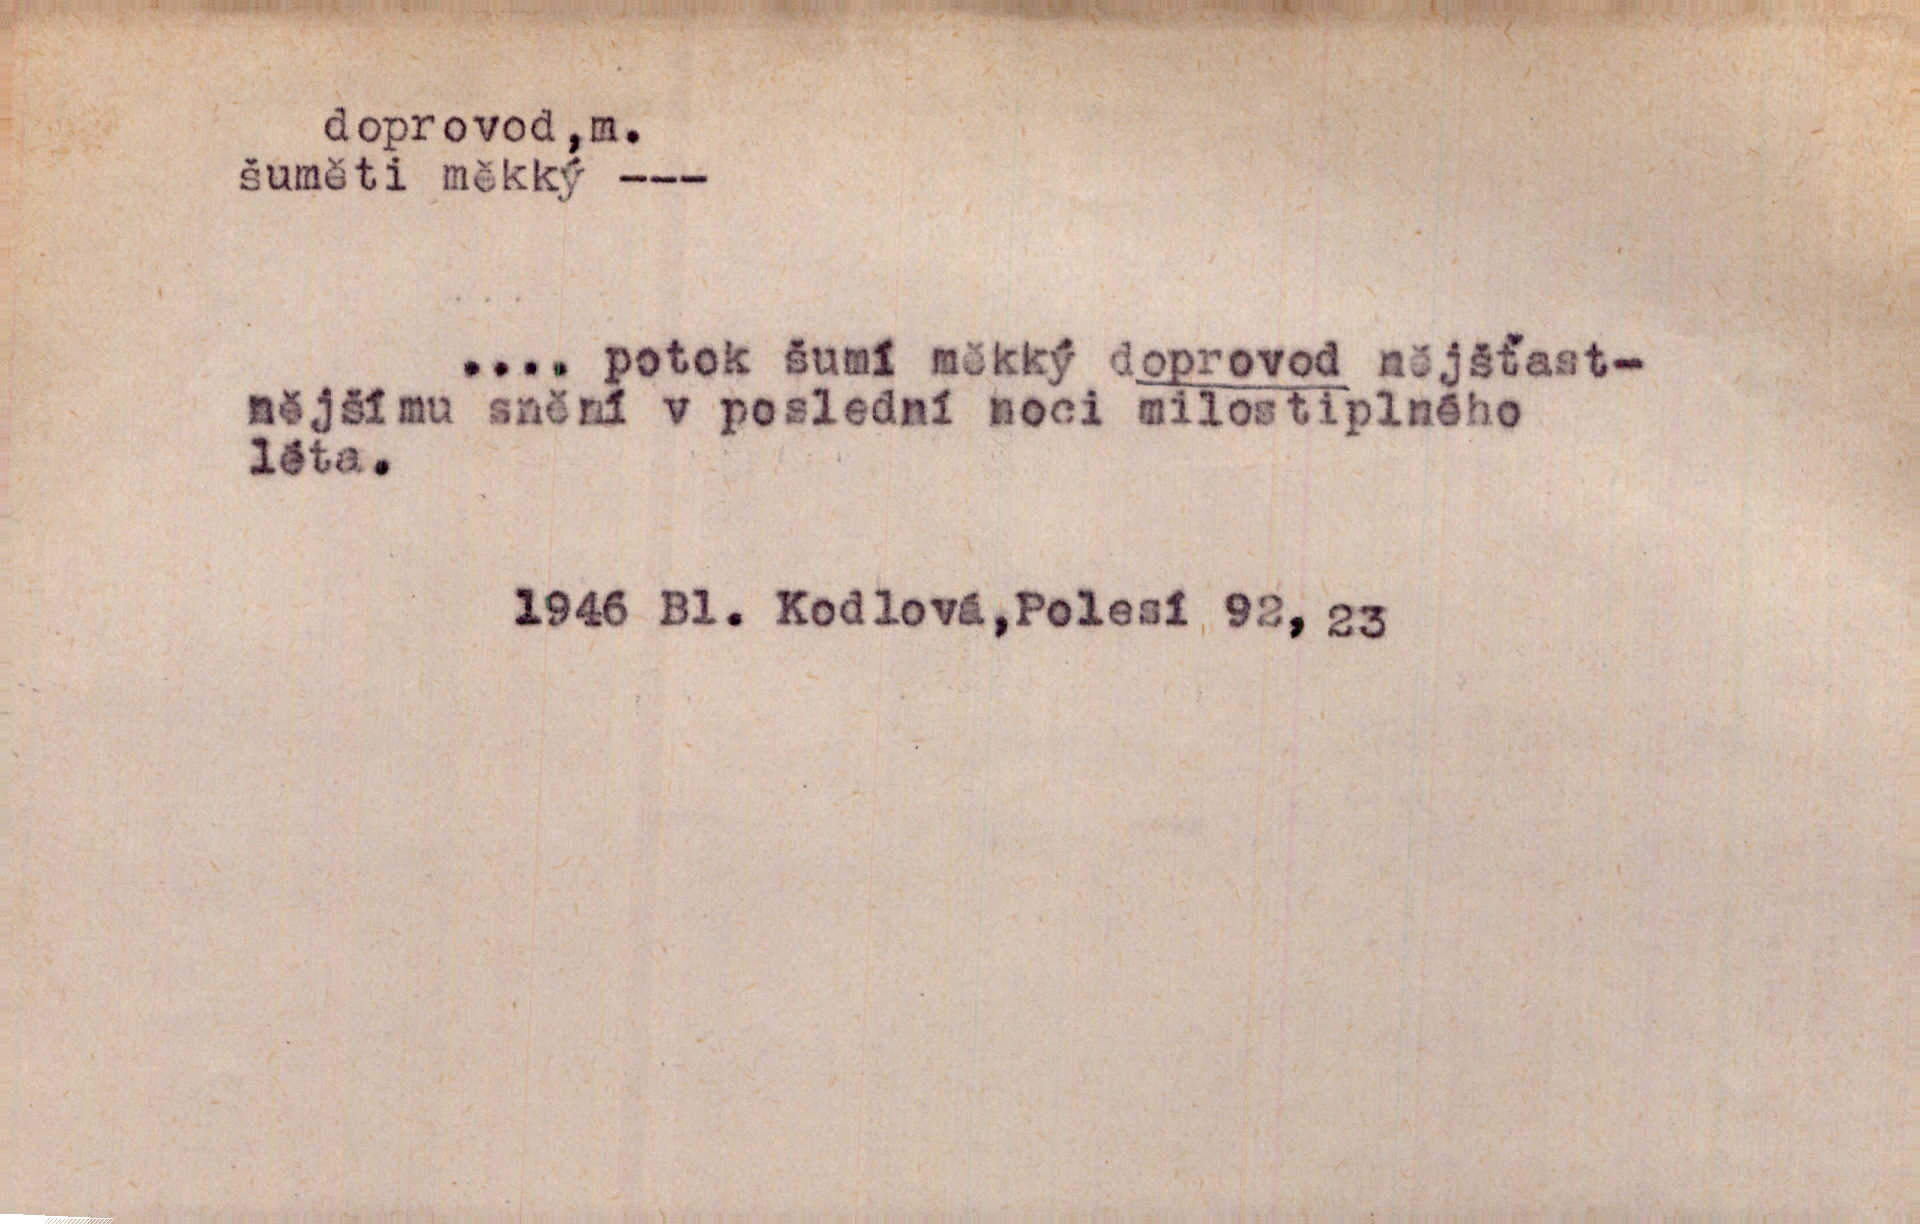 doprovod,m.
šuměti měkký ---
.... potok šumí měkký doprovod nějšťast-
nějšímu snění v poslední noci milostiplného
léta.
1946 Bl. Kodlová,Polesí 92, 23